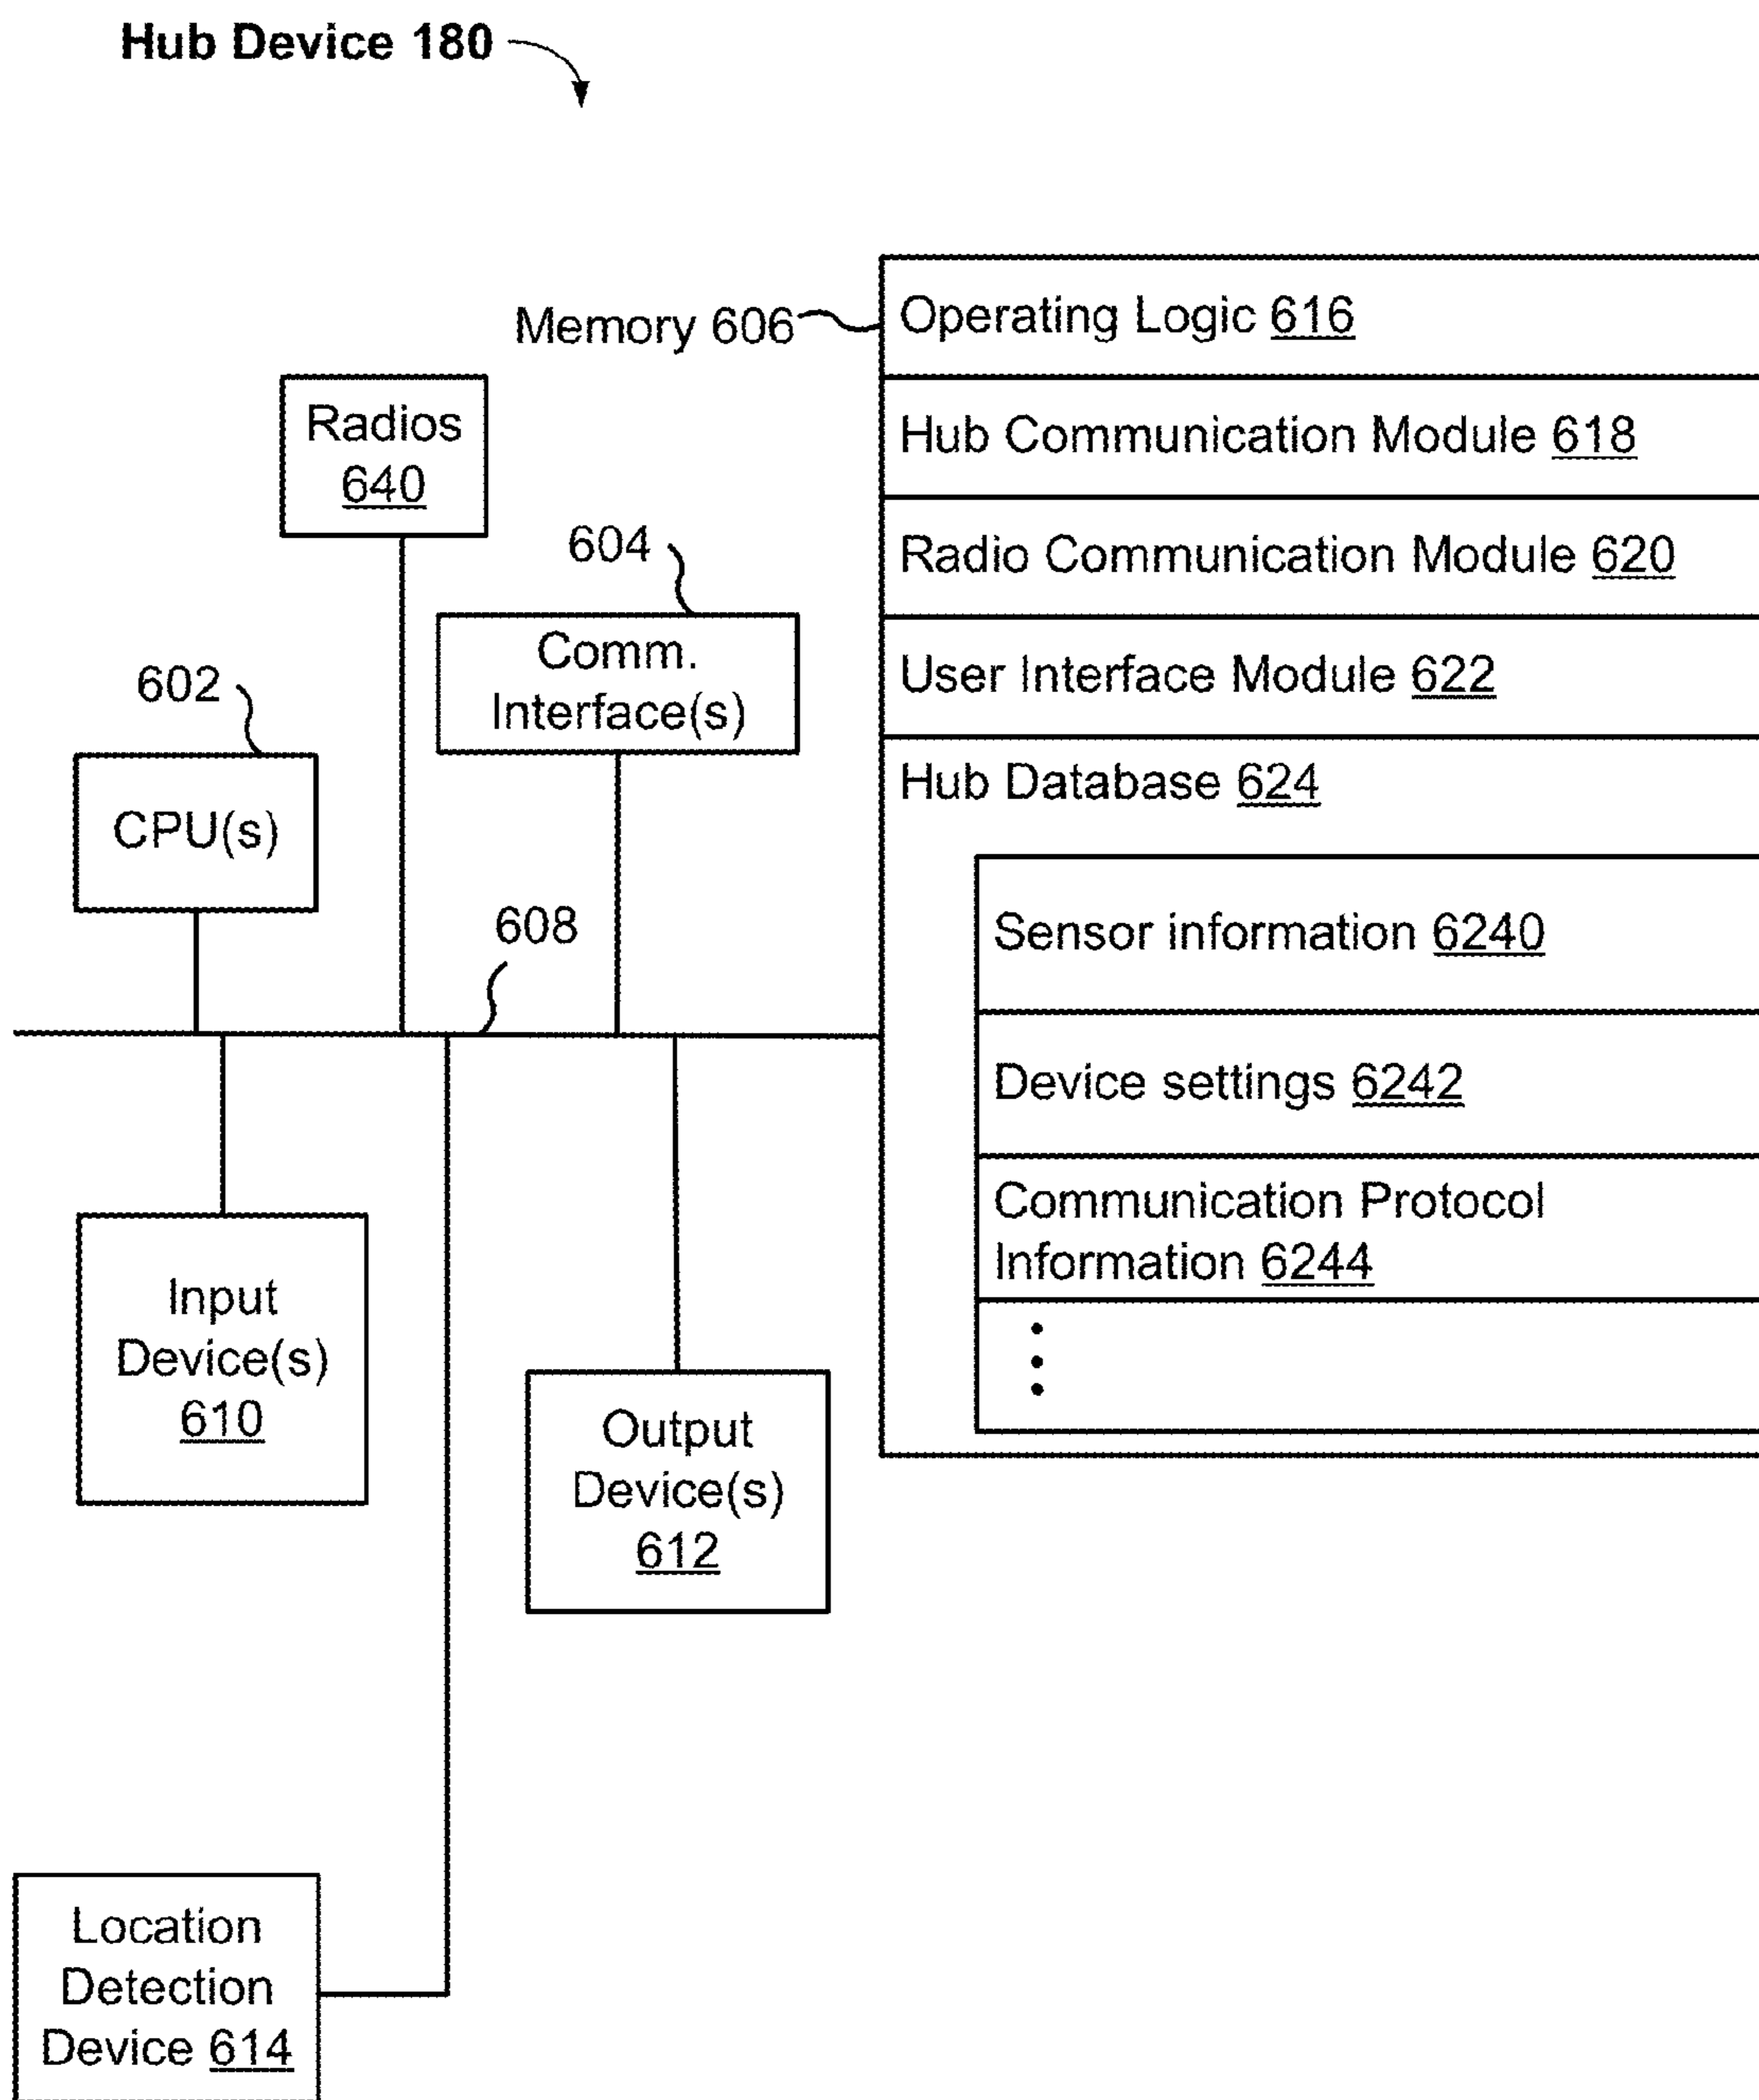 Hub Device 180
Memory 606
Operating Logic 616
Hub Communication Module 618
Radio Communication Module 620
User Interface Module 622
Hub Database 624
Sensor information 6240
Device settings 6242
Communication Protocol
Information 6244
Radios
640
604
Comm.
Interface(s)
602
CPU(s)
608
Input
Device(s)
610
Output
Device(s)
612
Location
Detection
Device 614